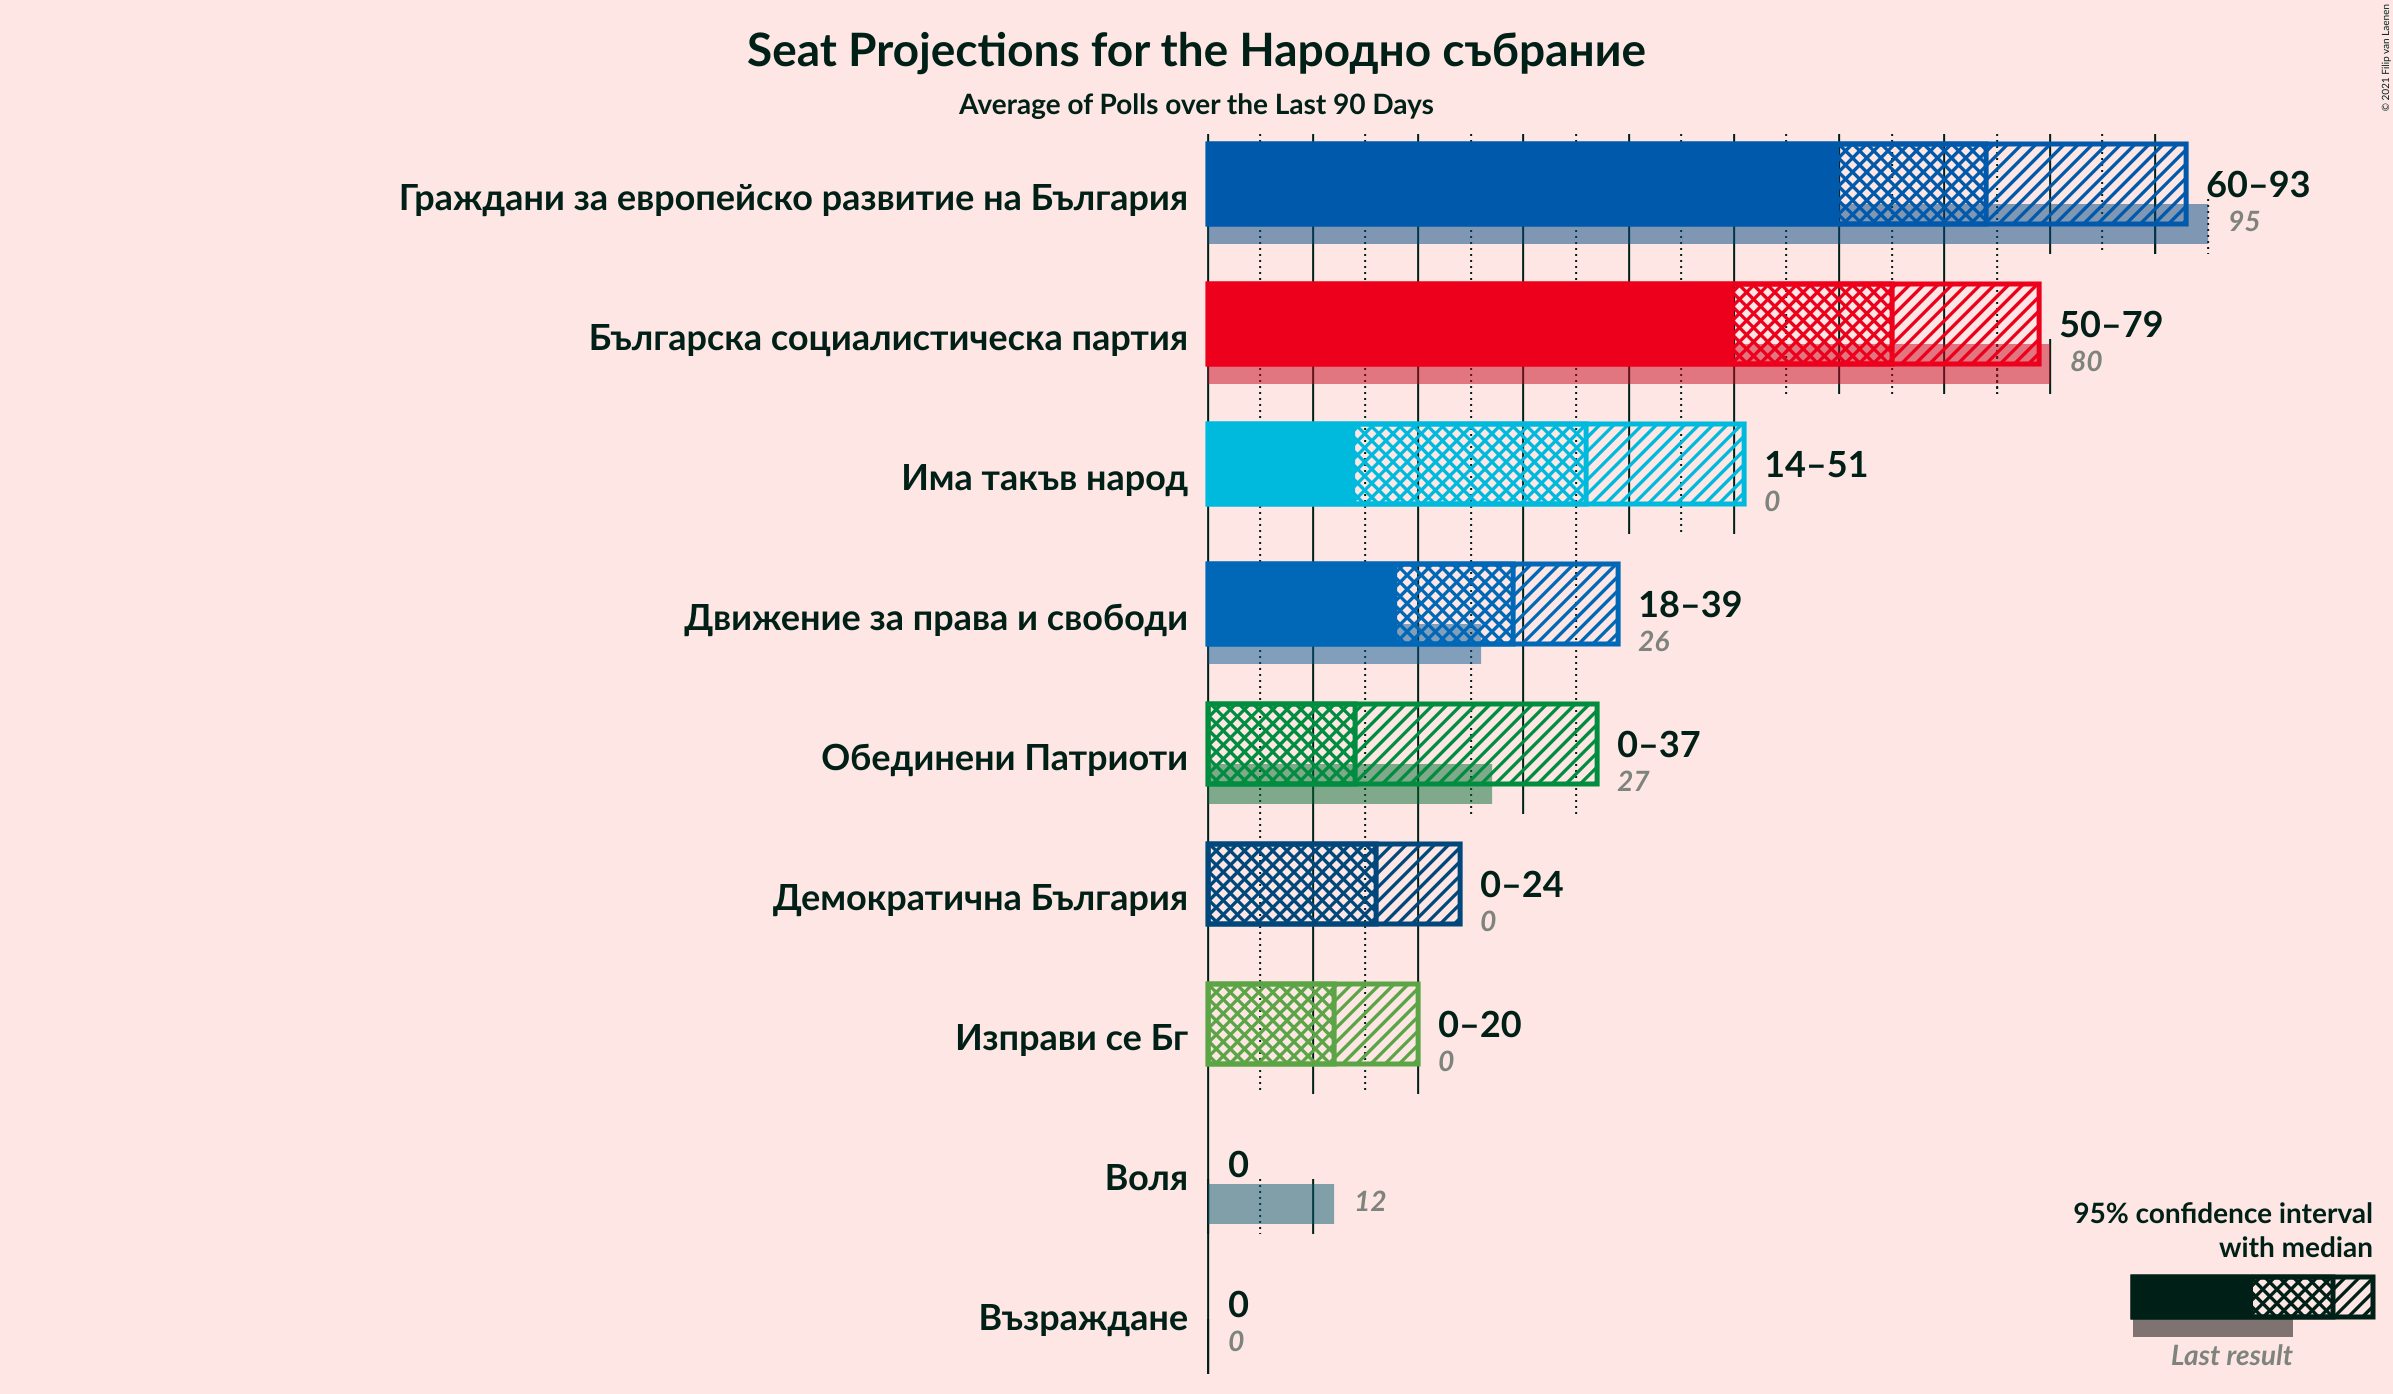 Seat Projections for the Народно събрание
Average of Polls over the Last 90 Days
© 2021 Filip van Laenen
Граждани за европейско развитие на България
60–93
95
Българска социалистическа партия
50–79
80
Има такъв народ
14–51
0
Движение за права и свободи
18–39
26
Обединени Патриоти
0–37
27
Демократична България
0–24
0
Изправи се Бг
0–20
0
Воля
0
12
Възраждане
0
0
95% confidence interval
with median
Last result